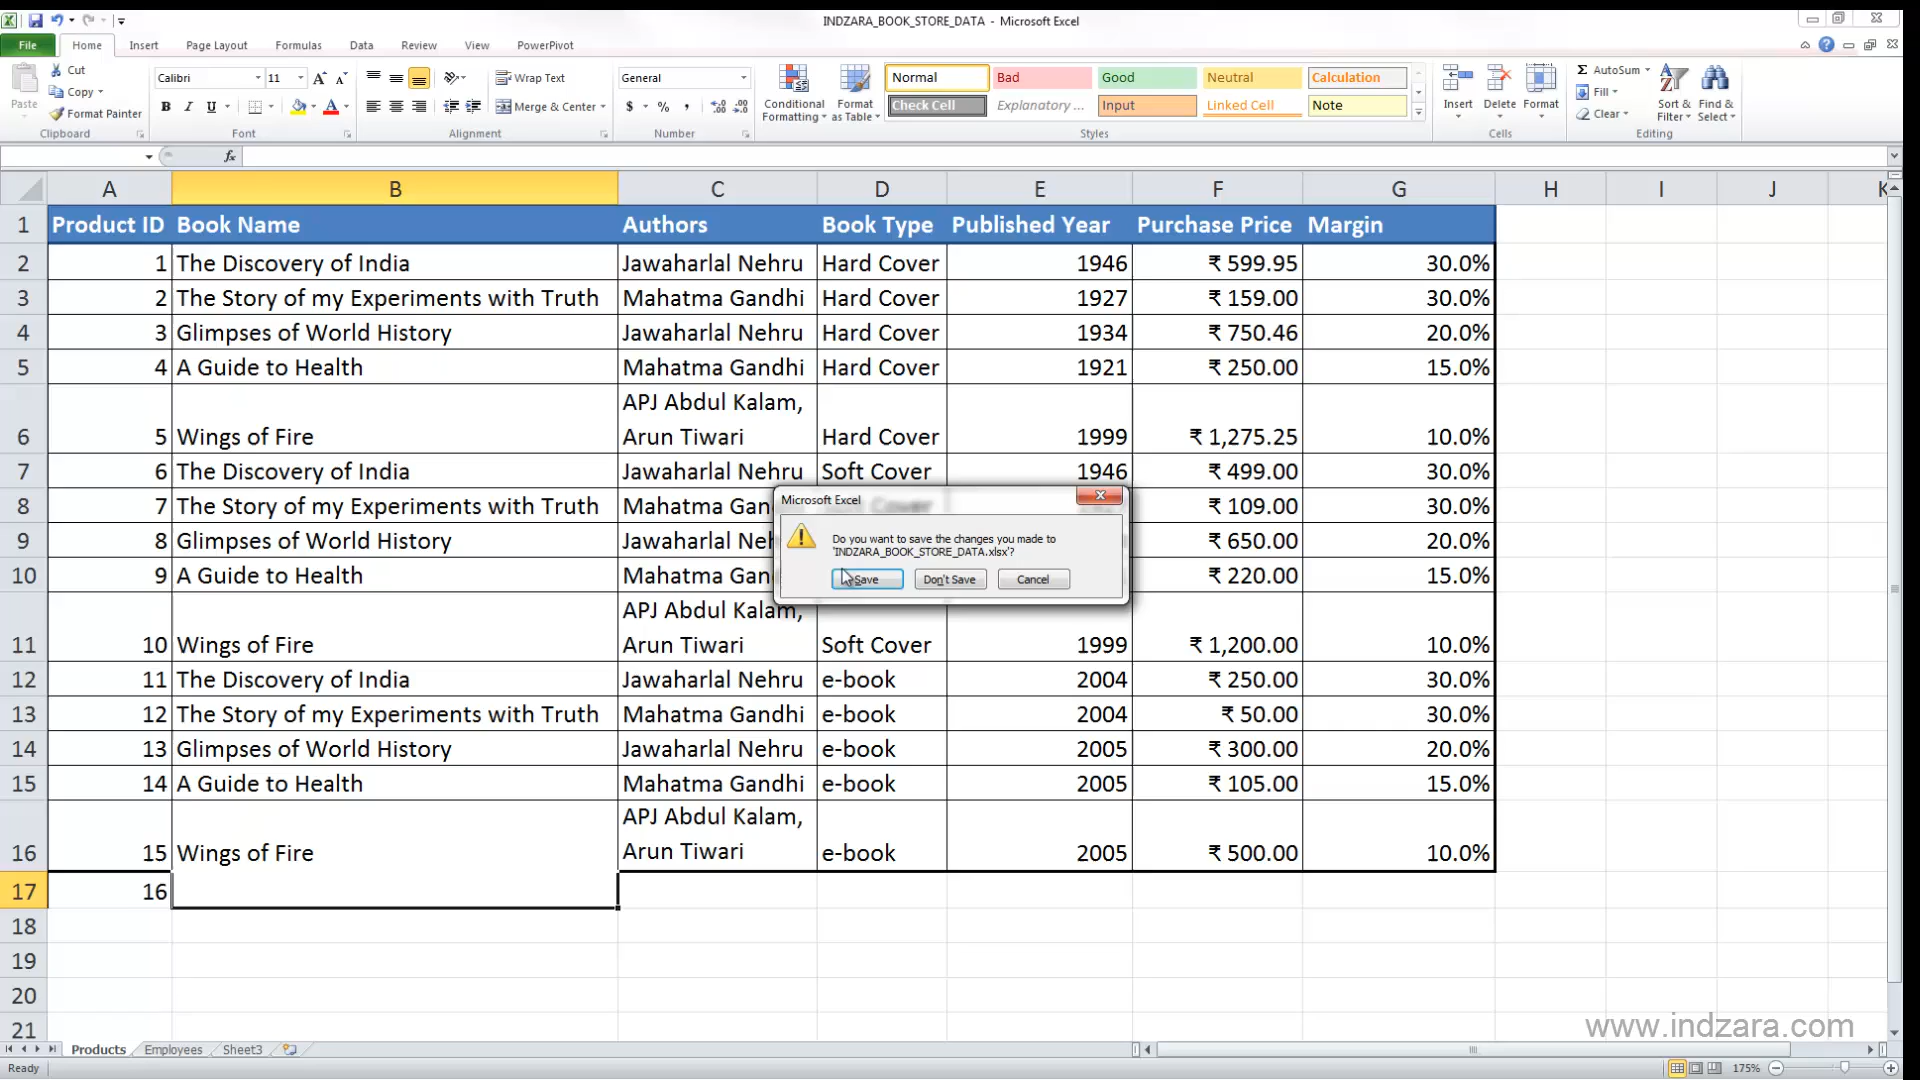 INDZARA_BOOK_STORE_DATA - Microsoft Excel
File Home Insert Page Layout Formulas Data Review View PowerPivot
Paste
Cut
Copy
Format Painter
Clipboard
Calibri 11
B I U
Font
Wrap Text
Merge & Center
Alignment
General
$ % ,
Number
Conditional Formatting
Format as Table
Normal Bad Good Neutral Calculation
Check Cell Explanatory ... Input Linked Cell Note
Styles
Insert Delete Format
Cells
Σ AutoSum
Fill
Clear
Sort & Filter
Find & Select
Editing
fx
A B C D E F G H I J K
1 Product ID Book Name Authors Book Type Published Year Purchase Price Margin
2 1 The Discovery of India Jawaharlal Nehru Hard Cover 1946 ₹ 599.95 30.0%
3 2 The Story of my Experiments with Truth Mahatma Gandhi Hard Cover 1927 ₹ 159.00 30.0%
4 3 Glimpses of World History Jawaharlal Nehru Hard Cover 1934 ₹ 750.46 20.0%
5 4 A Guide to Health Mahatma Gandhi Hard Cover 1921 ₹ 250.00 15.0%
APJ Abdul Kalam,
6 5 Wings of Fire Arun Tiwari Hard Cover 1999 ₹ 1,275.25 10.0%
7 6 The Discovery of India Jawaharlal Nehru Soft Cover 1946 ₹ 499.00 30.0%
8 7 The Story of my Experiments with Truth Mahatma ₹ 109.00 30.0%
9 8 Glimpses of World History Jawaharlal ₹ 650.00 20.0%
10 9 A Guide to Health Mahatma ₹ 220.00 15.0%
APJ Abdul Kalam,
11 10 Wings of Fire Arun Tiwari Soft Cover 1999 ₹ 1,200.00 10.0%
12 11 The Discovery of India Jawaharlal Nehru e-book 2004 ₹ 250.00 30.0%
13 12 The Story of my Experiments with Truth Mahatma Gandhi e-book 2004 ₹ 50.00 30.0%
14 13 Glimpses of World History Jawaharlal Nehru e-book 2005 ₹ 300.00 20.0%
15 14 A Guide to Health Mahatma Gandhi e-book 2005 ₹ 105.00 15.0%
APJ Abdul Kalam,
16 15 Wings of Fire Arun Tiwari e-book 2005 ₹ 500.00 10.0%
17 16
18
19
20
21
Microsoft Excel
Do you want to save the changes you made to
'INDZARA_BOOK_STORE_DATA.xlsx'?
Save Don't Save Cancel
www.indzara.com
Products Employees Sheet3
Ready 175%